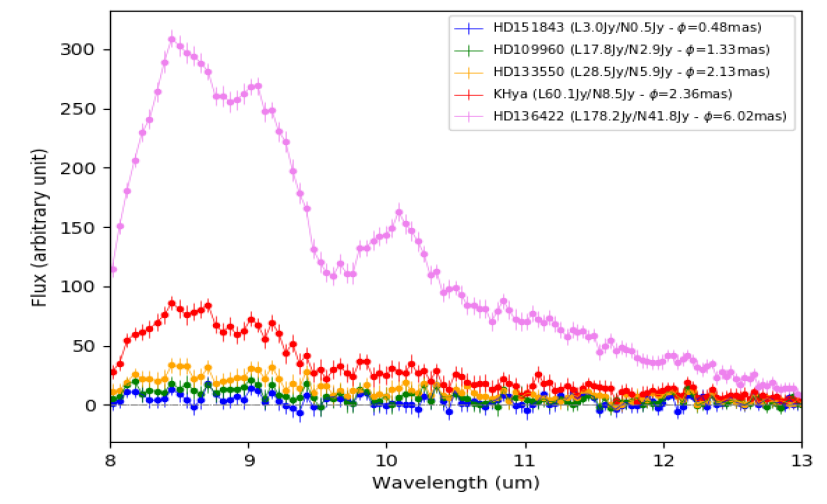 HD151843 (L3.0Jy/N0.5Jy - ϕ=0.48mas)
HD109960 (L17.8Jy/N2.9Jy - ϕ=1.33mas)
HD133550 (L28.5Jy/N5.9Jy - ϕ=2.13mas)
KHya (L60.1Jy/N8.5Jy - ϕ=2.36mas)
HD136422 (L178.2Jy/N41.8Jy - ϕ=6.02mas)
Flux (arbitrary unit)
300
250
200
150
100
50
0
8 9 10 11 12 13
Wavelength (um)